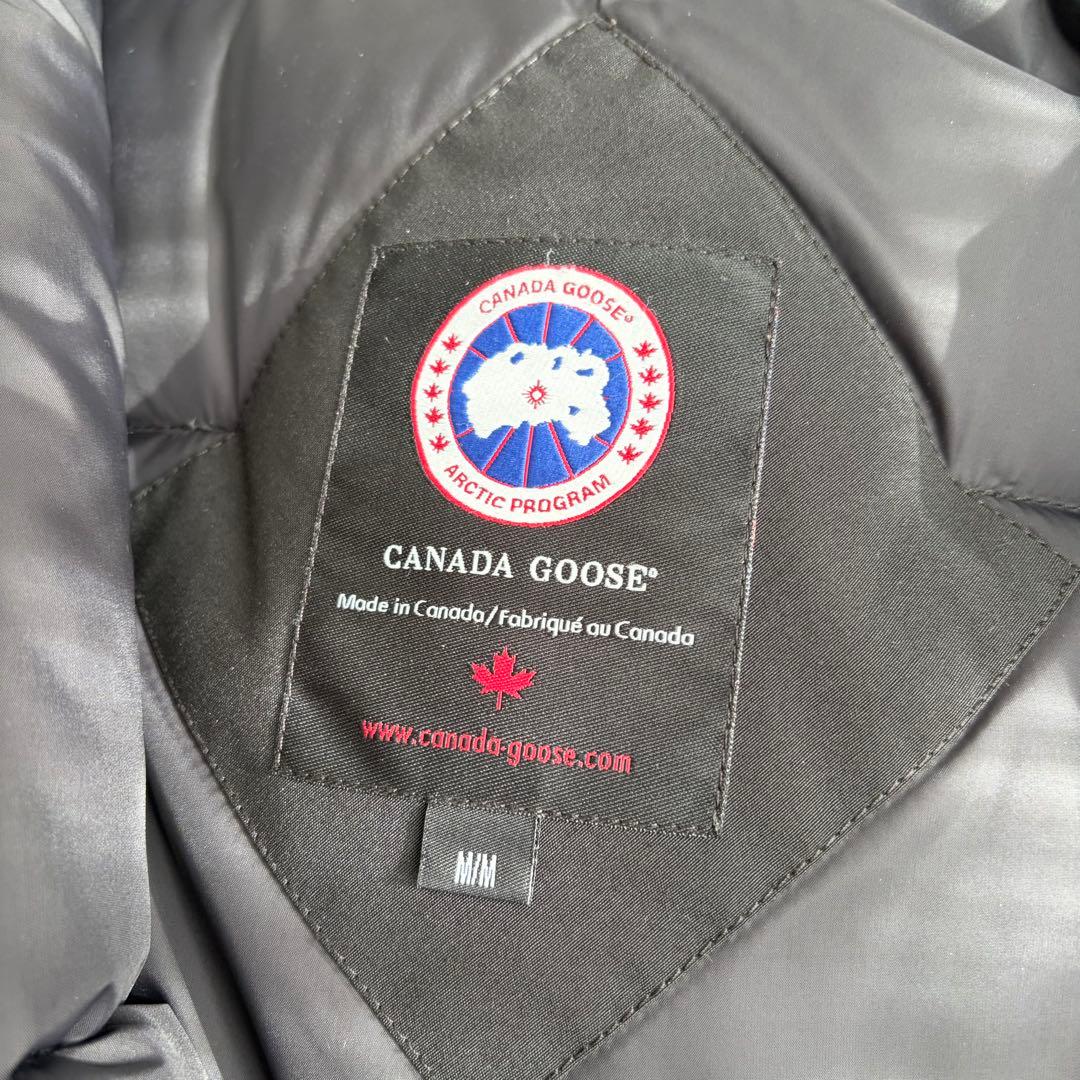 CANADA GOOSE®
ARCTIC PROGRAM
CANADA GOOSE®
Made in Canada/Fabriqué au Canada
www.canada-goose.com
M/M